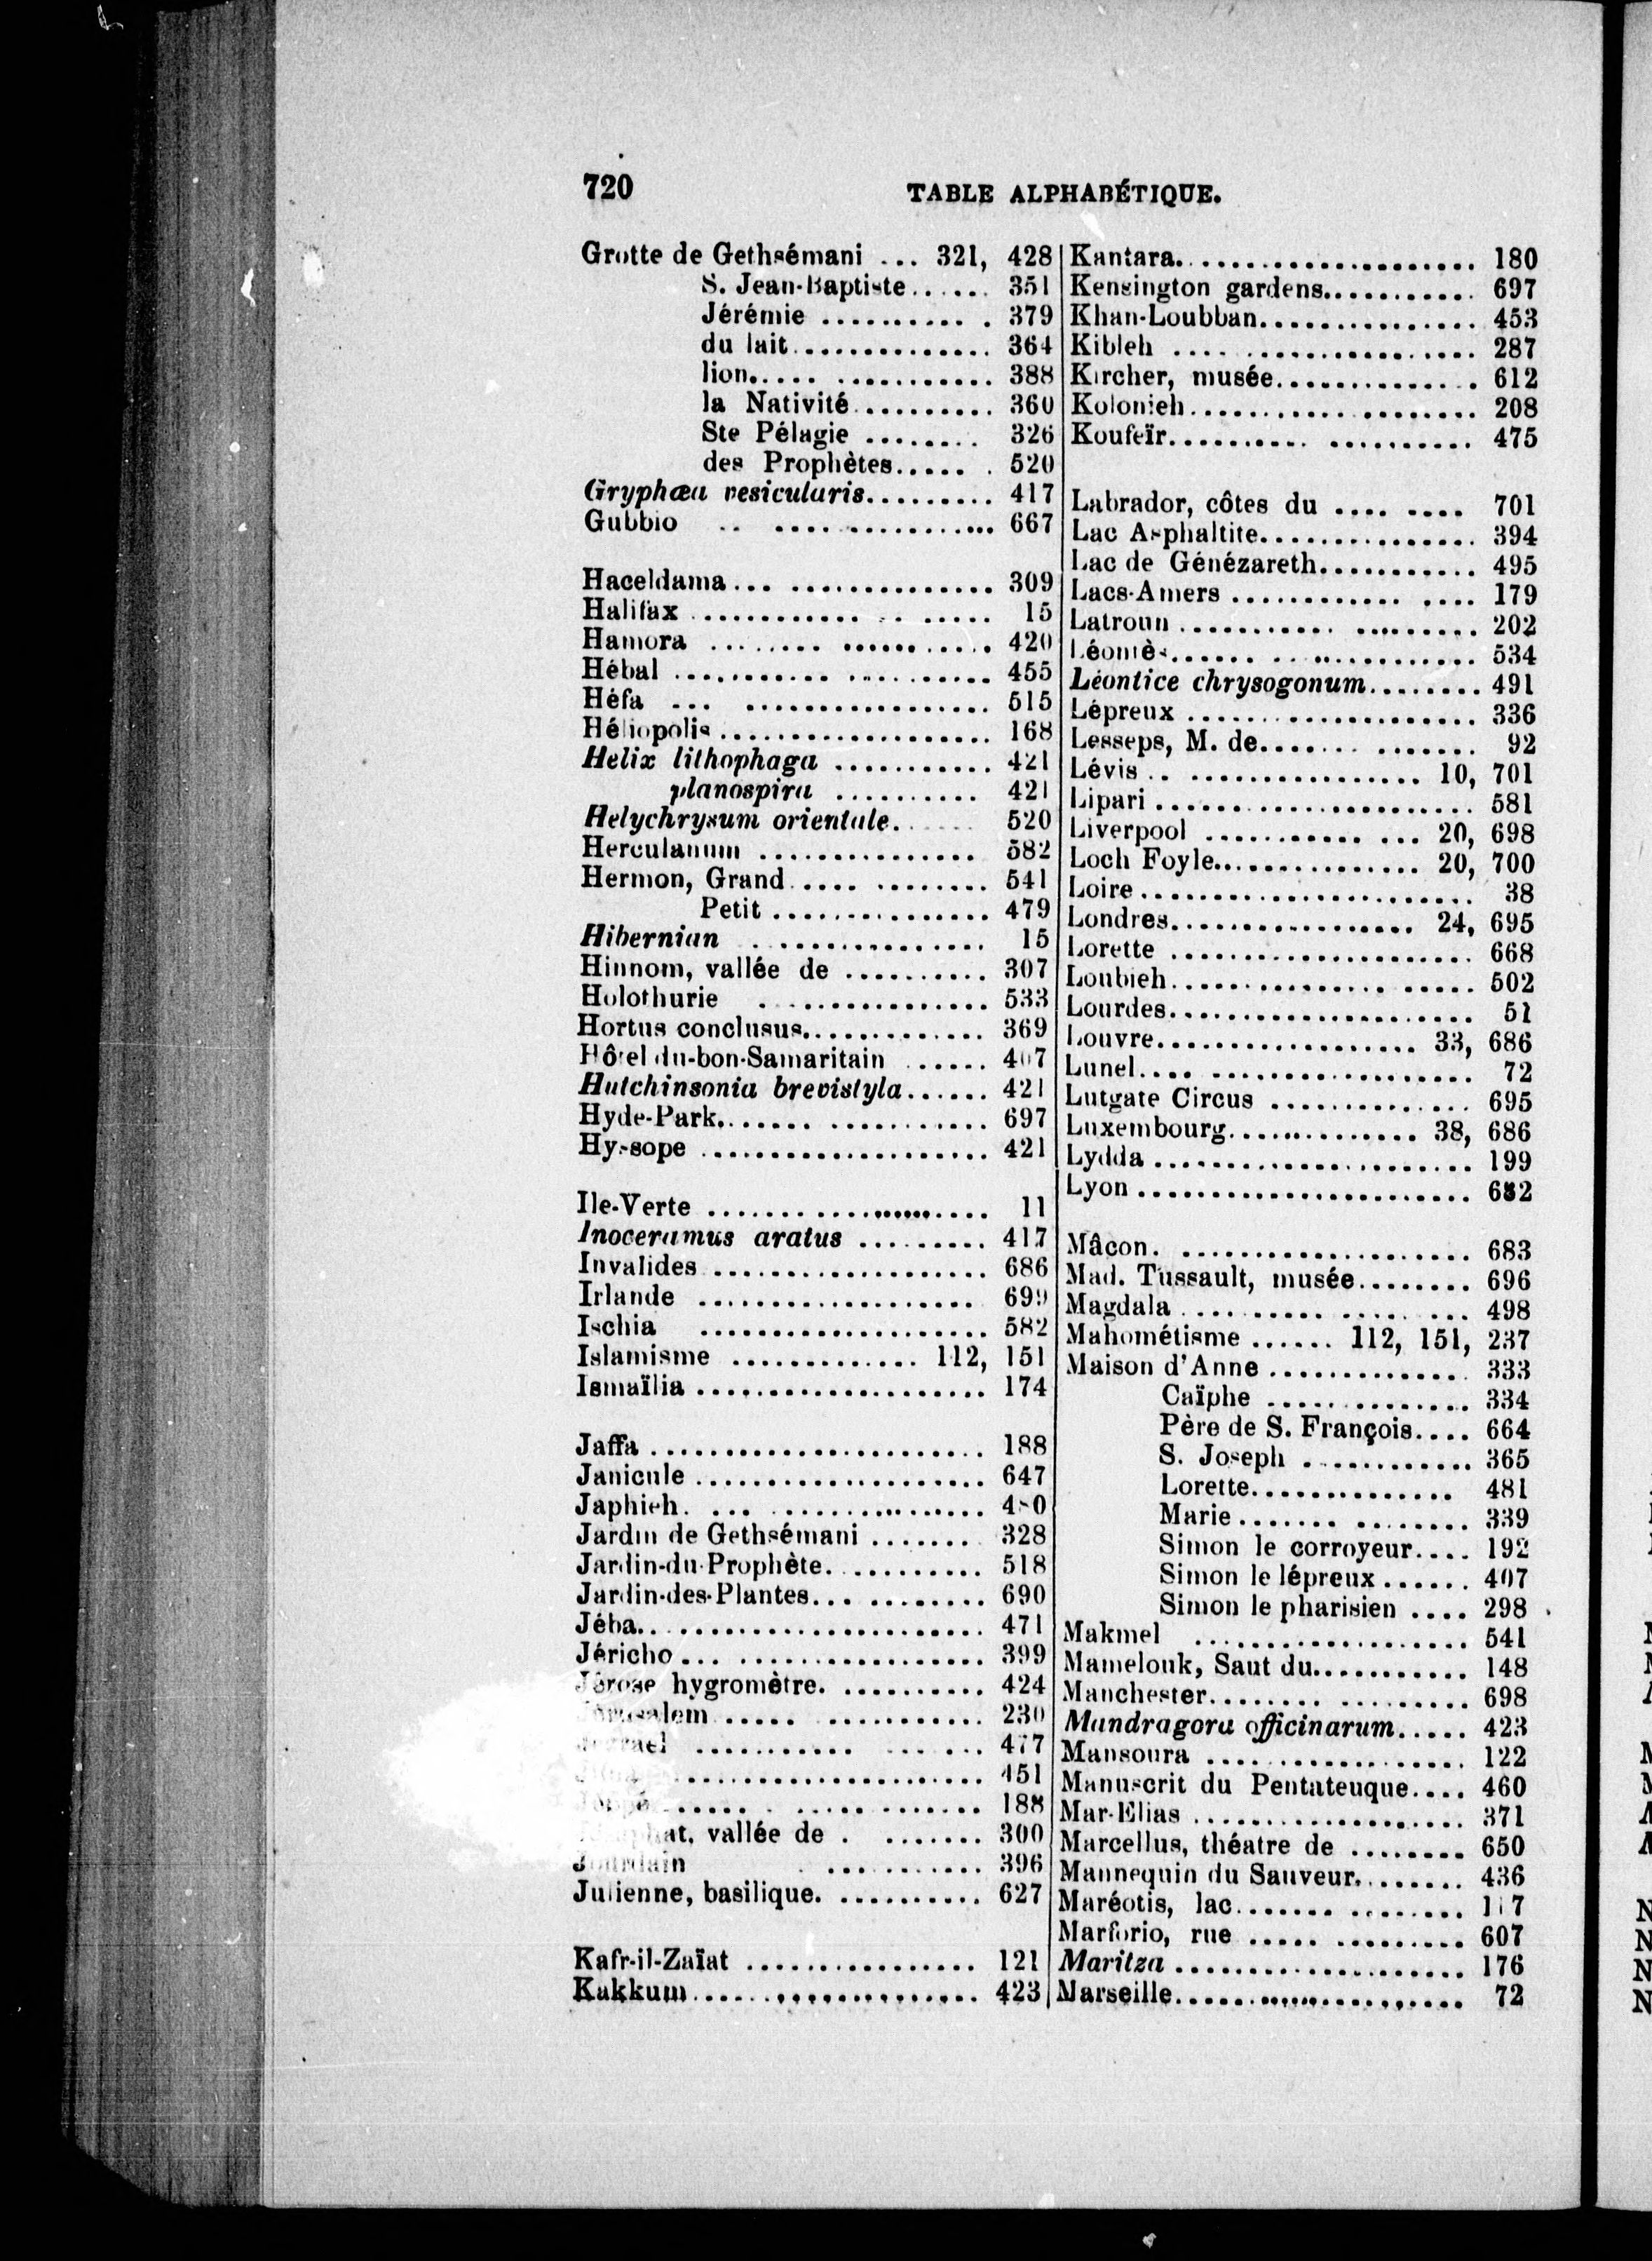 720
TABLE ALPHABÉTIQUE.
Grotte de Gethsémani ... 321, 428
S. Jean-Baptiste...... 351
Jérémie .......... . 379
du lait.............. 364
lion..... ........... 388
la Nativité.......... 360
Ste Pélagie ........ 326
des Prophètes..... . 520
Gryphœa vesicularis......... 417
Gubbio .. ................ 667
Haceldama... .............. 309
Halifax ............ .. ..... 15
Hamora ........ ........... 420
Hébal ........... .......... 455
Héfa ... ................. 515
Héliopolis................... 168
Helix lithophaga ........... 421
planospira .......... 421
Helychrysum orientale...... 520
Herculanum ............... 582
Hermon, Grand..... ........ 541
Petit ............... 479
Hibernian ................ 15
Hinnom, vallée de .......... 307
Holothurie ................ 533
Hortus conclusus............. 369
Hôtel du-bon-Samaritain ...... 407
Hutchinsonia brevistyla...... 421
Hyde-Park....... ........... 697
Hyssope .................... 421
Ile-Verte .................... 11
Inoceramus aratus ......... 417
Invalides ................... 686
Irlande ................... 699
Ischia .................... 582
Islamisme ............. 112, 151
Ismaïlia ..................... 174
Jaffa ....................... 188
Janicule .................... 647
Japhieh. ... .............. 480
Jardin de Gethsémani ........ 328
Jardin-du-Prophète........... 518
Jardin-des-Plantes... ........ 690
Jéba........................ 471
Jéricho... ................. 399
hygromètre. .......... 424
Jérusalem ..... ........... 230
........... ...... 477
..................... 451
..... . ............ 188
vallée de . ....... 300
Jourdain ........... 396
Julienne, basilique. .......... 627
Kafr-il-Zaïat ................ 121
Kakkum.................... 423
Kantara..................... 180
Kensington gardens........... 697
Khan-Loubban............... 453
Kibleh .... ................ 287
Kircher, musée.............. 612
Kolonieh.................... 208
Koufeïr.......... .......... 475
Labrador, côtes du .... .... 701
Lac Asphaltite............... 394
Lac de Génézareth........... 495
Lacs-Amers ............ .... 179
Latroun ........... ......... 202
Léomès...... .............. 534
Léontice chrysogonum........ 491
Lépreux .................... 336
Lesseps, M. de....... ....... 92
Lévis .. ................ 10, 701
Lipari ...................... 581
Liverpool ........... ... 20, 698
Loch Foyle............... 20, 700
Loire ....................... 38
Londres................. 24, 695
Lorette ..................... 668
Loubieh............... ..... 502
Lourdes..................... 51
Louvre.................. 33, 686
Lunel.... .................. 72
Lutgate Circus .............. 695
Luxembourg............. 38, 686
Lydda ...................... 199
Lyon ....................... 682
Mâcon. .................... 683
Mad. Tussault, musée........ 696
Magdala .................... 498
Mahométisme ...... 112, 151, 237
Maison d'Anne .............. 333
Caïphe .............. 334
Père de S. François.... 664
S. Joseph ............ 365
Lorette.............. 481
Marie....... ........ 339
Simon le corroyeur.... 192
Simon le lépreux ...... 407
Simon le pharisien .... 298
Makmel ................... 541
Mamelouk, Saut du........... 148
Manchester........ ......... 698
Mandragora officinarum..... 423
Mansoura .................. 122
Manuscrit du Pentateuque.... 460
Mar-Elias ................... 371
Marcellus, théatre de ........ 650
Mannequin du Sauveur........ 436
Maréotis, lac....... ........ 117
Marforio, rue ..... ......... 607
Maritza .................... 176
Marseille.................... 72